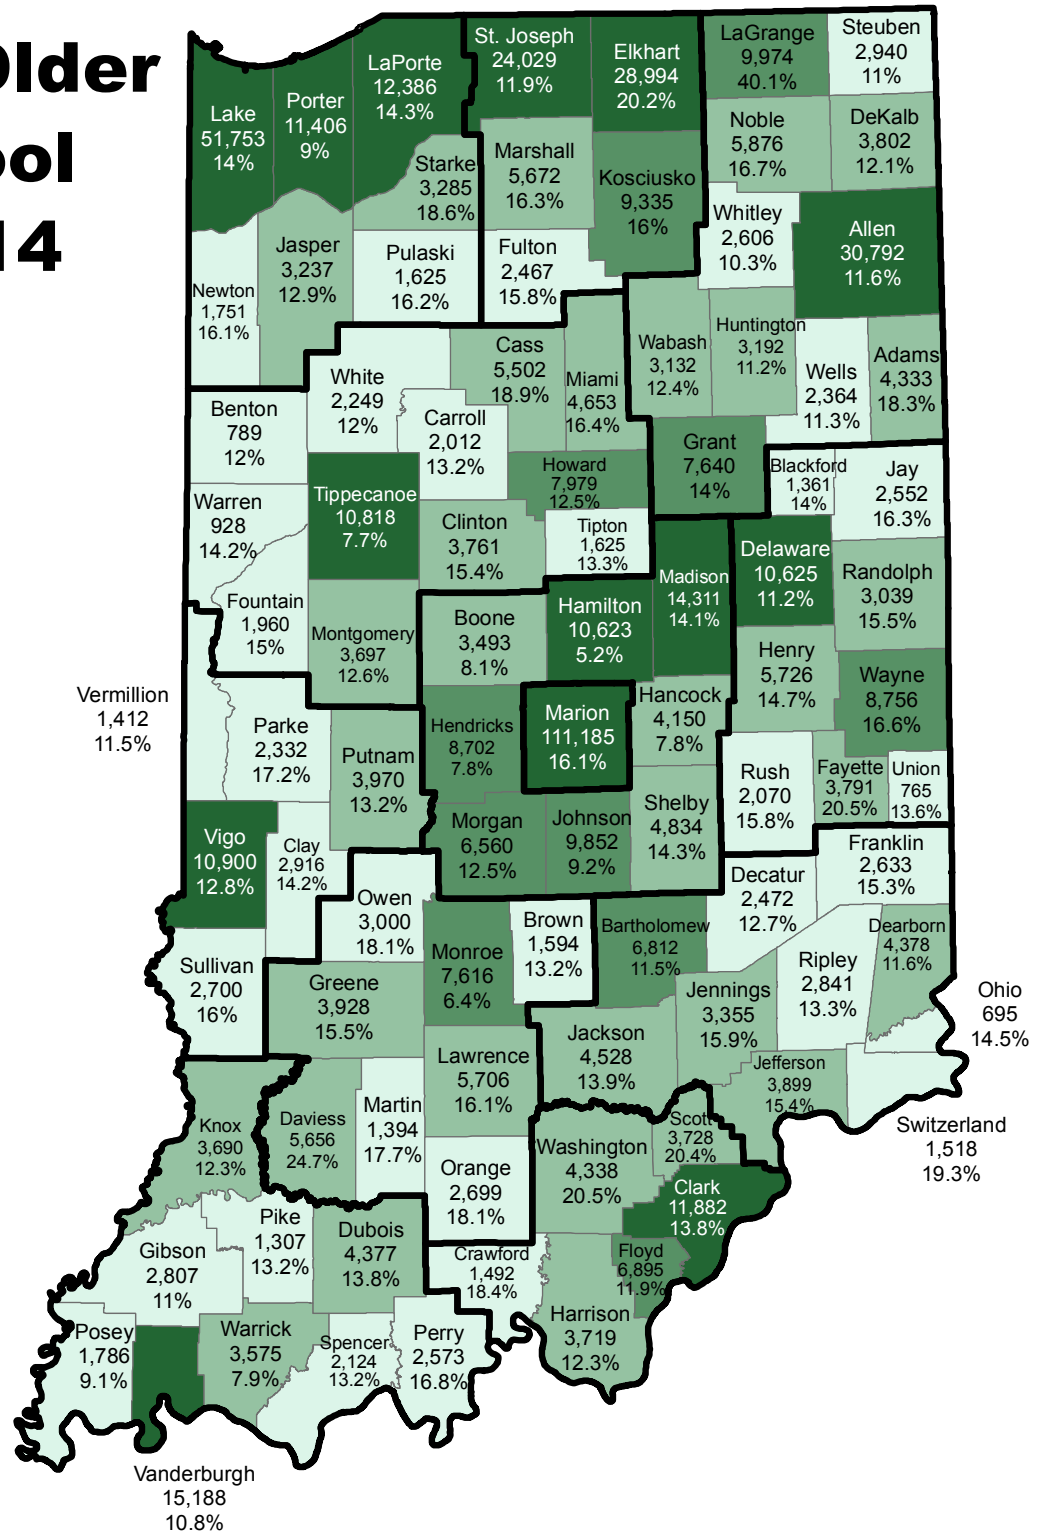 Older
ool
14
St. Joseph
24,029
11.9%
Elkhart
28,994
20.2%
LaGrange
9,974
40.1%
Steuben
2,940
11%
LaPorte
12,386
14.3%
Porter
11,406
9%
Lake
51,753
14%
Noble
5,876
16.7%
DeKalb
3,802
12.1%
Starke
3,285
18.6%
Marshall
5,672
16.3%
Kosciusko
9,335
16%
Whitley
2,606
10.3%
Allen
30,792
11.6%
Jasper
3,237
12.9%
Pulaski
1,625
16.2%
Fulton
2,467
15.8%
Newton
1,751
16.1%
Wabash
3,132
12.4%
Huntington
3,192
11.2%
Wells
2,364
11.3%
Adams
4,333
18.3%
White
2,249
12%
Cass
5,502
18.9%
Miami
4,653
16.4%
Carroll
2,012
13.2%
Benton
789
12%
Grant
7,640
14%
Howard
7,979
12.5%
Blackford
1,361
14%
Jay
2,552
16.3%
Warren
928
14.2%
Tippecanoe
10,818
7.7%
Clinton
3,761
15.4%
Tipton
1,625
13.3%
Delaware
10,625
11.2%
Randolph
3,039
15.5%
Madison
14,311
14.1%
Fountain
1,960
15%
Montgomery
3,697
12.6%
Boone
3,493
8.1%
Hamilton
10,623
5.2%
Henry
5,726
14.7%
Wayne
8,756
16.6%
Vermillion
1,412
11.5%
Parke
2,332
17.2%
Putnam
3,970
13.2%
Hendricks
8,702
7.8%
Marion
111,185
16.1%
Hancock
4,150
7.8%
Rush
2,070
15.8%
Fayette
3,791
20.5%
Union
765
13.6%
Vigo
10,900
12.8%
Clay
2,916
14.2%
Morgan
6,560
12.5%
Johnson
9,852
9.2%
Shelby
4,834
14.3%
Franklin
2,633
15.3%
Owen
3,000
18.1%
Decatur
2,472
12.7%
Brown
1,594
13.2%
Bartholomew
6,812
11.5%
Dearborn
4,378
11.6%
Monroe
7,616
6.4%
Sullivan
2,700
16%
Ripley
2,841
13.3%
Greene
3,928
15.5%
Jennings
3,355
15.9%
Ohio
695
14.5%
Jackson
4,528
13.9%
Lawrence
5,706
16.1%
Jefferson
3,899
15.4%
Martin
1,394
17.7%
Knox
3,690
12.3%
Daviess
5,656
24.7%
Scott
3,728
20.4%
Switzerland
1,518
19.3%
Washington
4,338
20.5%
Orange
2,699
18.1%
Clark
11,882
13.8%
Pike
1,307
13.2%
Dubois
4,377
13.8%
Gibson
2,807
11%
Crawford
1,492
18.4%
Floyd
6,895
11.9%
Harrison
3,719
12.3%
Posey
1,786
9.1%
Warrick
3,575
7.9%
Spencer
2,124
13.2%
Perry
2,573
16.8%
Vanderburgh
15,188
10.8%